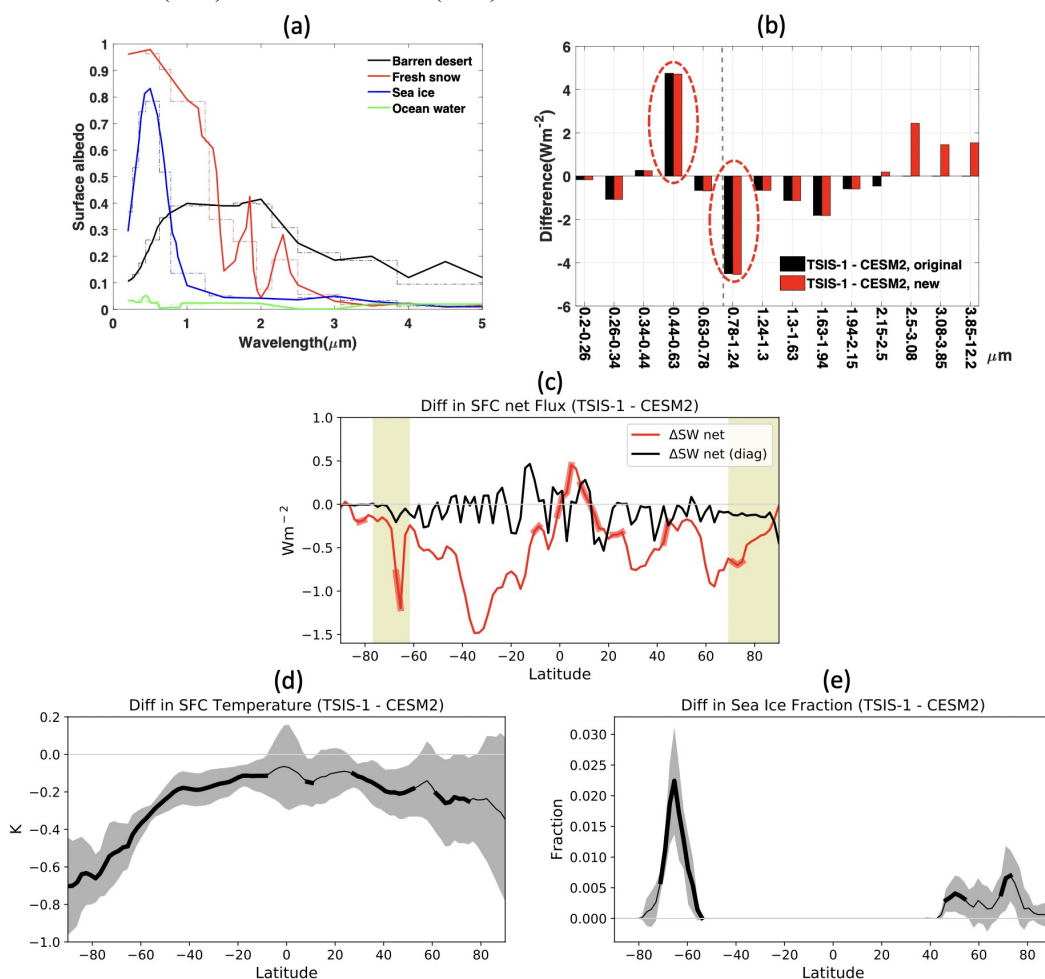 (a)
Surface albedo
1
0.9
0.8
0.7
0.6
0.5
0.4
0.3
0.2
0.1
0
0 1 2 3 4 5
Wavelength(μm)
Barren desert
Fresh snow
Sea ice
Ocean water
(b)
Difference(Wm⁻²)
6
4
2
0
-2
-4
-6
TSIS-1 - CESM2, original
TSIS-1 - CESM2, new
0.2-0.26
0.26-0.34
0.34-0.44
0.44-0.63
0.63-0.78
0.78-1.24
1.24-1.3
1.3-1.63
1.63-1.94
1.94-2.15
2.15-2.5
2.5-3.08
3.08-3.85
3.85-12.2
μm
(c)
Diff in SFC net Flux (TSIS-1 - CESM2)
Wm⁻²
1.0
0.5
0.0
−0.5
−1.0
−1.5
ΔSW net
ΔSW net (diag)
−80 −60 −40 −20 0 20 40 60 80
Latitude
(d)
Diff in SFC Temperature (TSIS-1 - CESM2)
K
0.2
0.0
−0.2
−0.4
−0.6
−0.8
−1.0
−80 −60 −40 −20 0 20 40 60 80
Latitude
(e)
Diff in Sea Ice Fraction (TSIS-1 - CESM2)
Fraction
0.030
0.025
0.020
0.015
0.010
0.005
0.000
−80 −60 −40 −20 0 20 40 60 80
Latitude